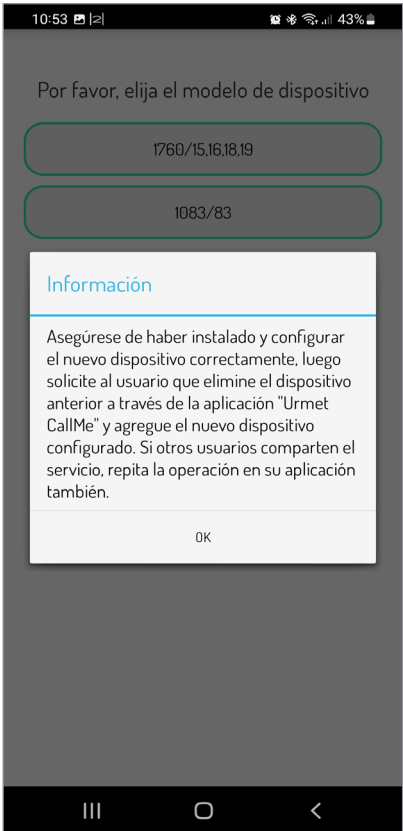 10:53
43%
Por favor, elija el modelo de dispositivo
1760/15,16,18,19
1083/83
Información
Asegúrese de haber instalado y configurar
el nuevo dispositivo correctamente, luego
solicite al usuario que elimine el dispositivo
anterior a través de la aplicación "Urmet
CallMe" y agregue el nuevo dispositivo
configurado. Si otros usuarios comparten el
servicio, repita la operación en su aplicación
también.
OK